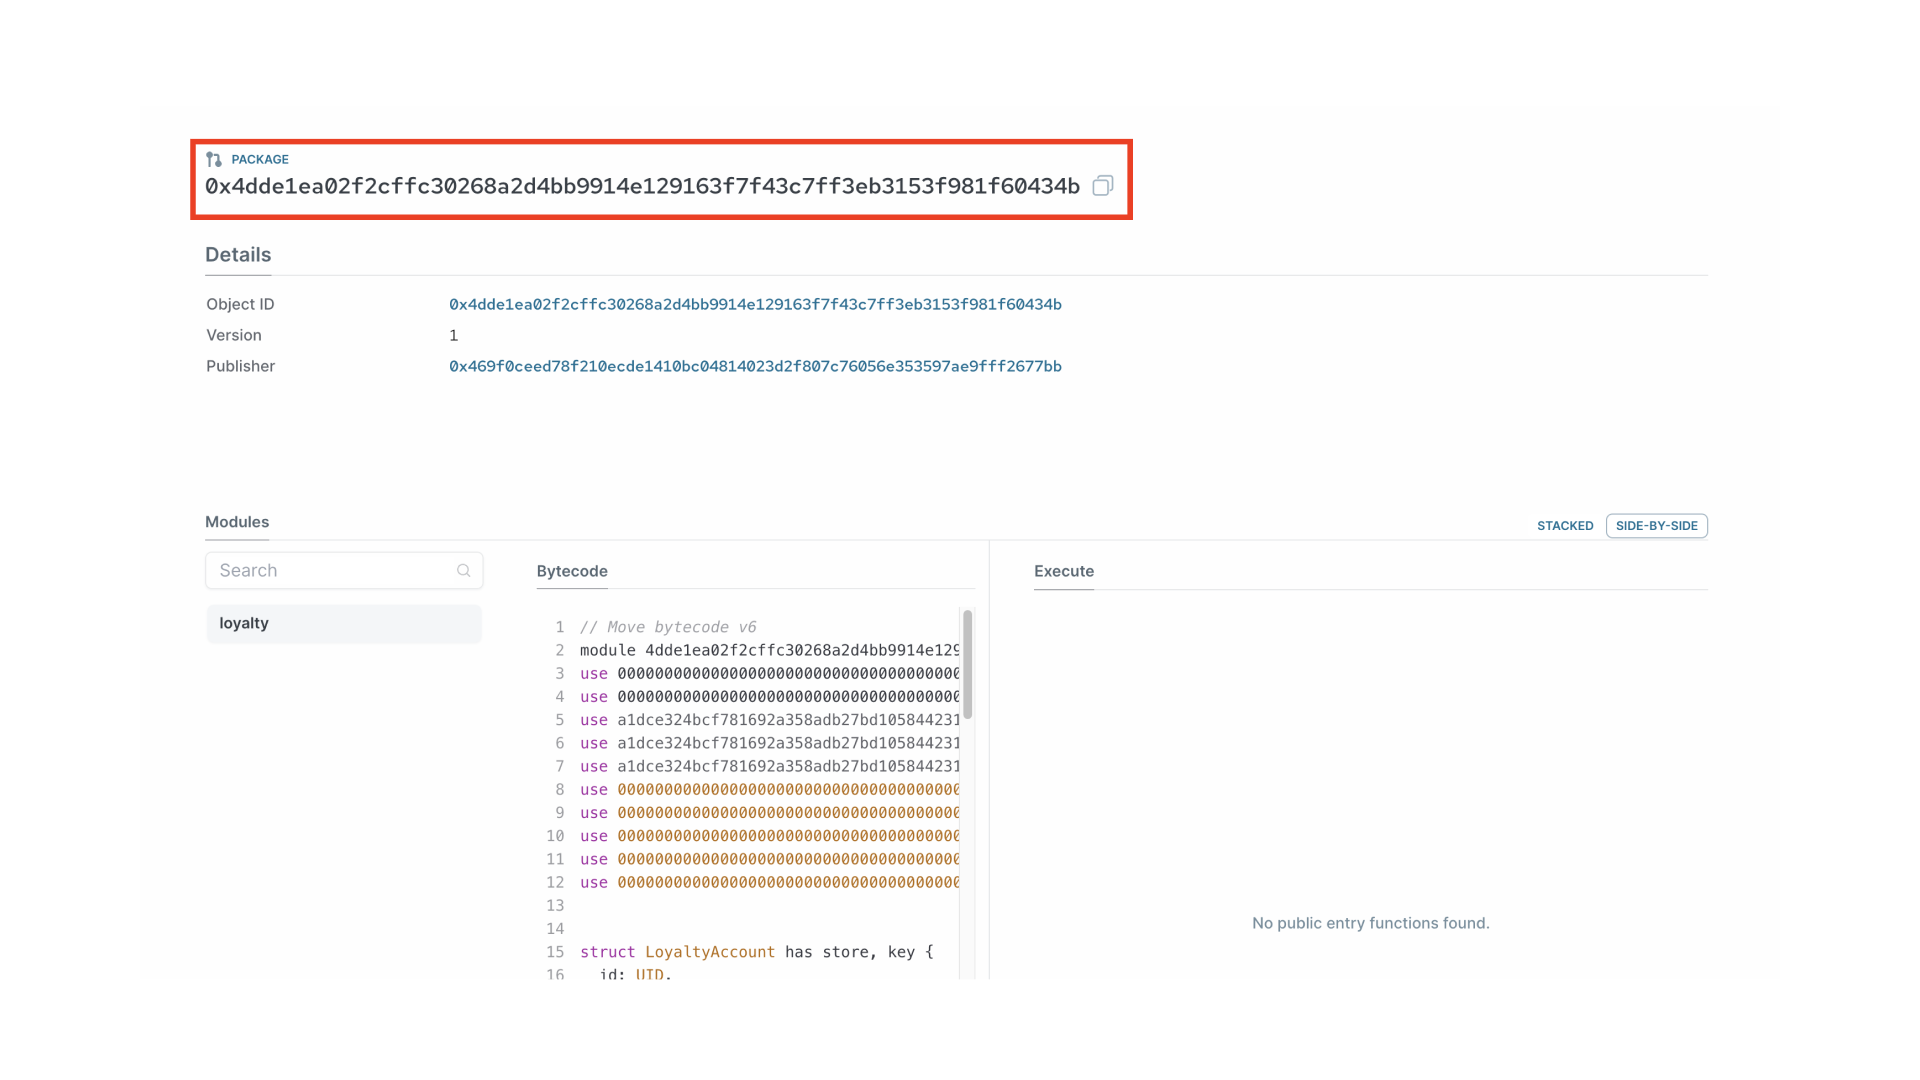 PACKAGE
0x4dde1ea02f2cffc30268a2d4bb9914e129163f7f43c7ff3eb3153f981f60434b
Details
Object ID 0x4dde1ea02f2cffc30268a2d4bb9914e129163f7f43c7ff3eb3153f981f60434b
Version 1
Publisher 0x469f0ceed78f210ecde1410bc04814023d2f807c76056e353597ae9fff2677bb
Modules
STACKED SIDE-BY-SIDE
Search
loyalty
Bytecode
1 // Move bytecode v6
2 module 4dde1ea02f2cffc30268a2d4bb9914e129
3 use 0000000000000000000000000000000000000
4 use 0000000000000000000000000000000000000
5 use a1dce324bcf781692a358adb27bd105844231
6 use a1dce324bcf781692a358adb27bd105844231
7 use a1dce324bcf781692a358adb27bd105844231
8 use 0000000000000000000000000000000000000
9 use 0000000000000000000000000000000000000
10 use 0000000000000000000000000000000000000
11 use 0000000000000000000000000000000000000
12 use 0000000000000000000000000000000000000
13
14
15 struct LoyaltyAccount has store, key {
16 id: UID,
Execute
No public entry functions found.